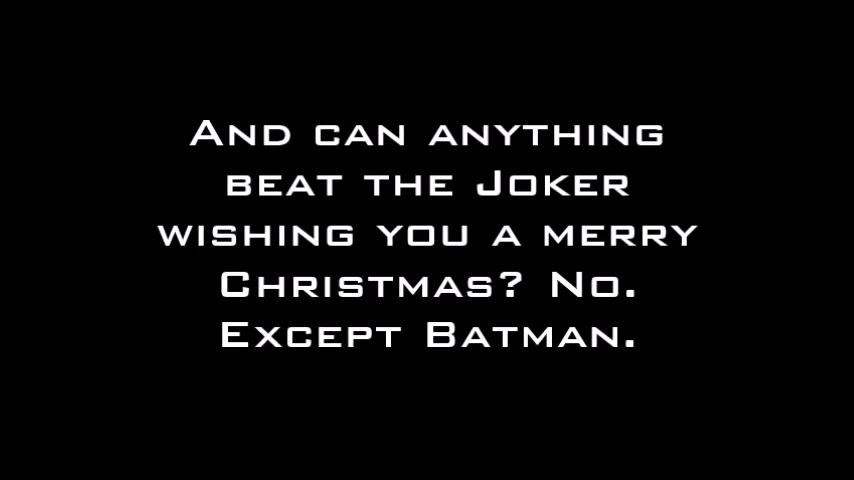 And can anything
beat the Joker
wishing you a merry
Christmas? No.
Except Batman.